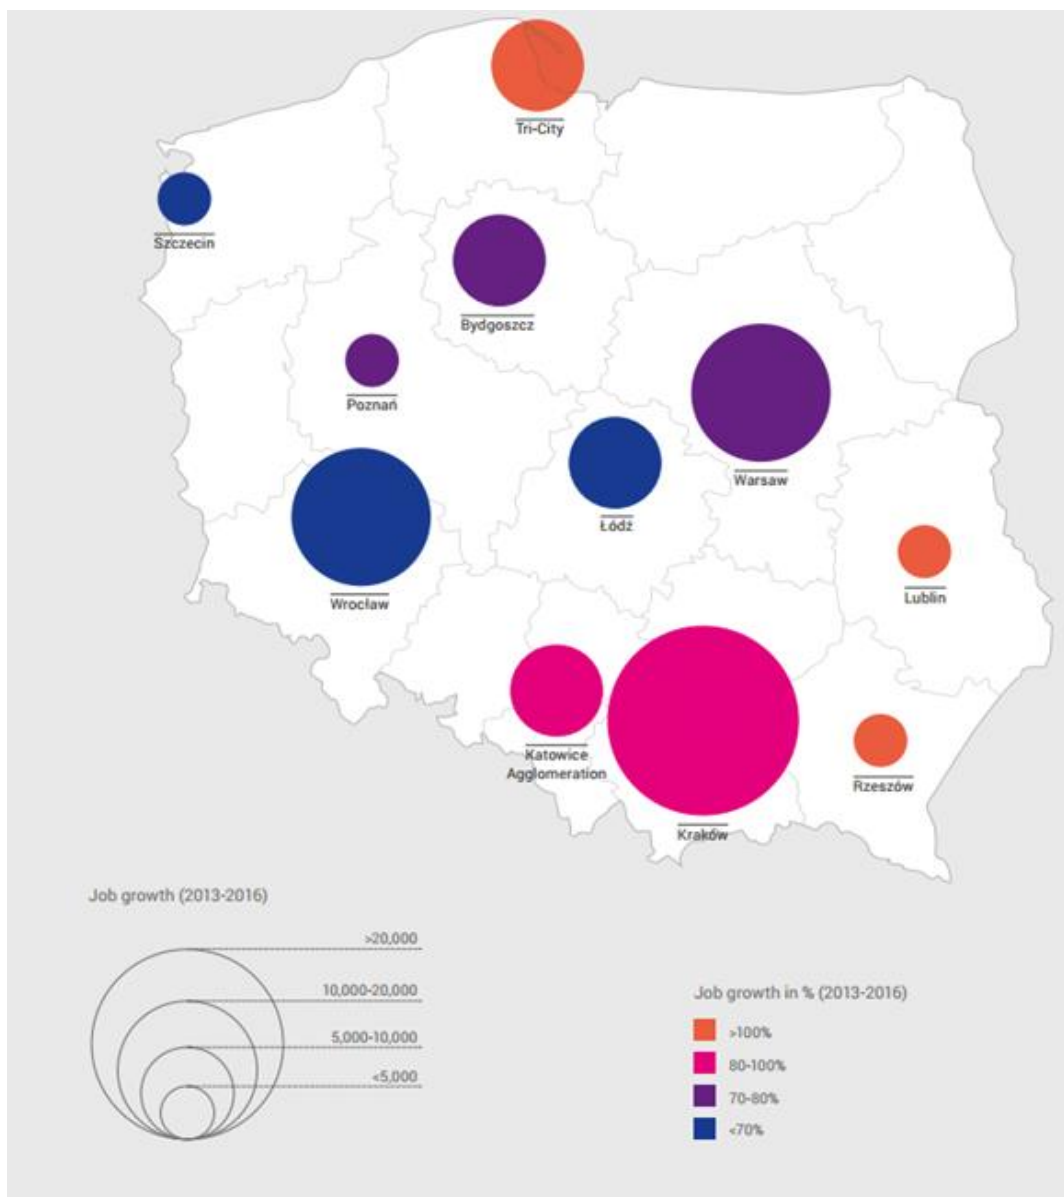 Tri-City
Szczecin
Bydgoszcz
Poznań
Warsaw
Łódź
Wrocław
Lublin
Katowice
Agglomeration
Rzeszów
Kraków
Job growth (2013-2016)
>20,000
10,000-20,000
5,000-10,000
<5,000
Job growth in % (2013-2016)
>100%
80-100%
70-80%
<70%